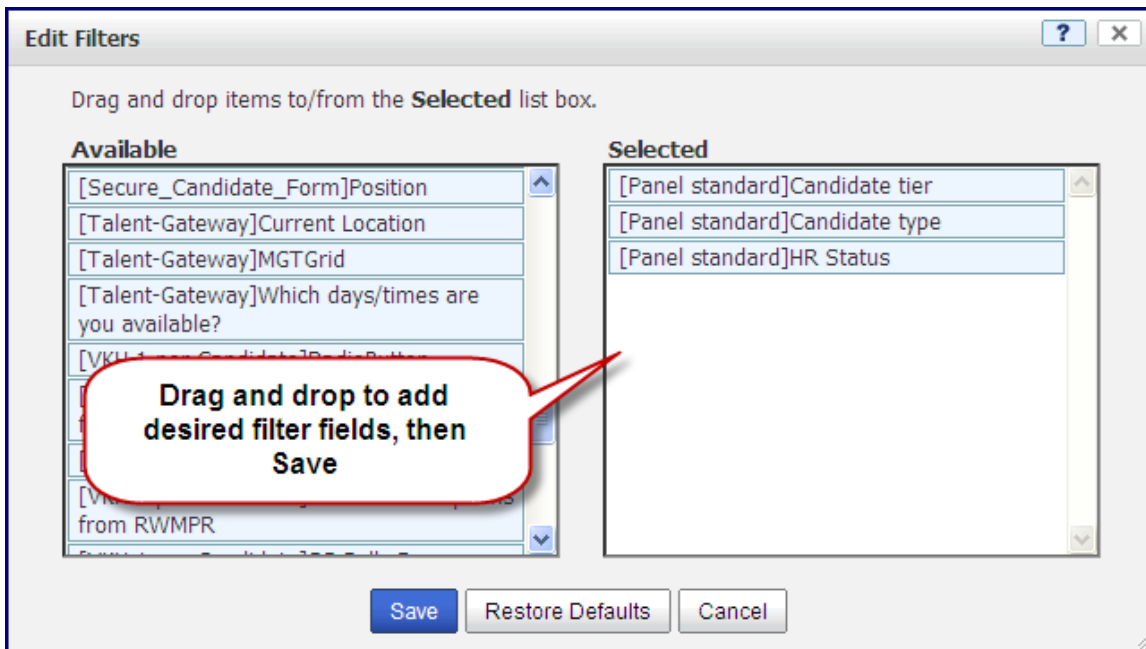 Edit Filters
?
X
Drag and drop items to/from the Selected list box.
Available
[Secure_Candidate_Form]Position
[Talent-Gateway]Current Location
[Talent-Gateway]MGTGrid
[Talent-Gateway]Which days/times are
you available?
from RWMPR
Selected
[Panel standard]Candidate tier
[Panel standard]Candidate type
[Panel standard]HR Status
Drag and drop to add
desired filter fields, then
Save
Save
Restore Defaults
Cancel